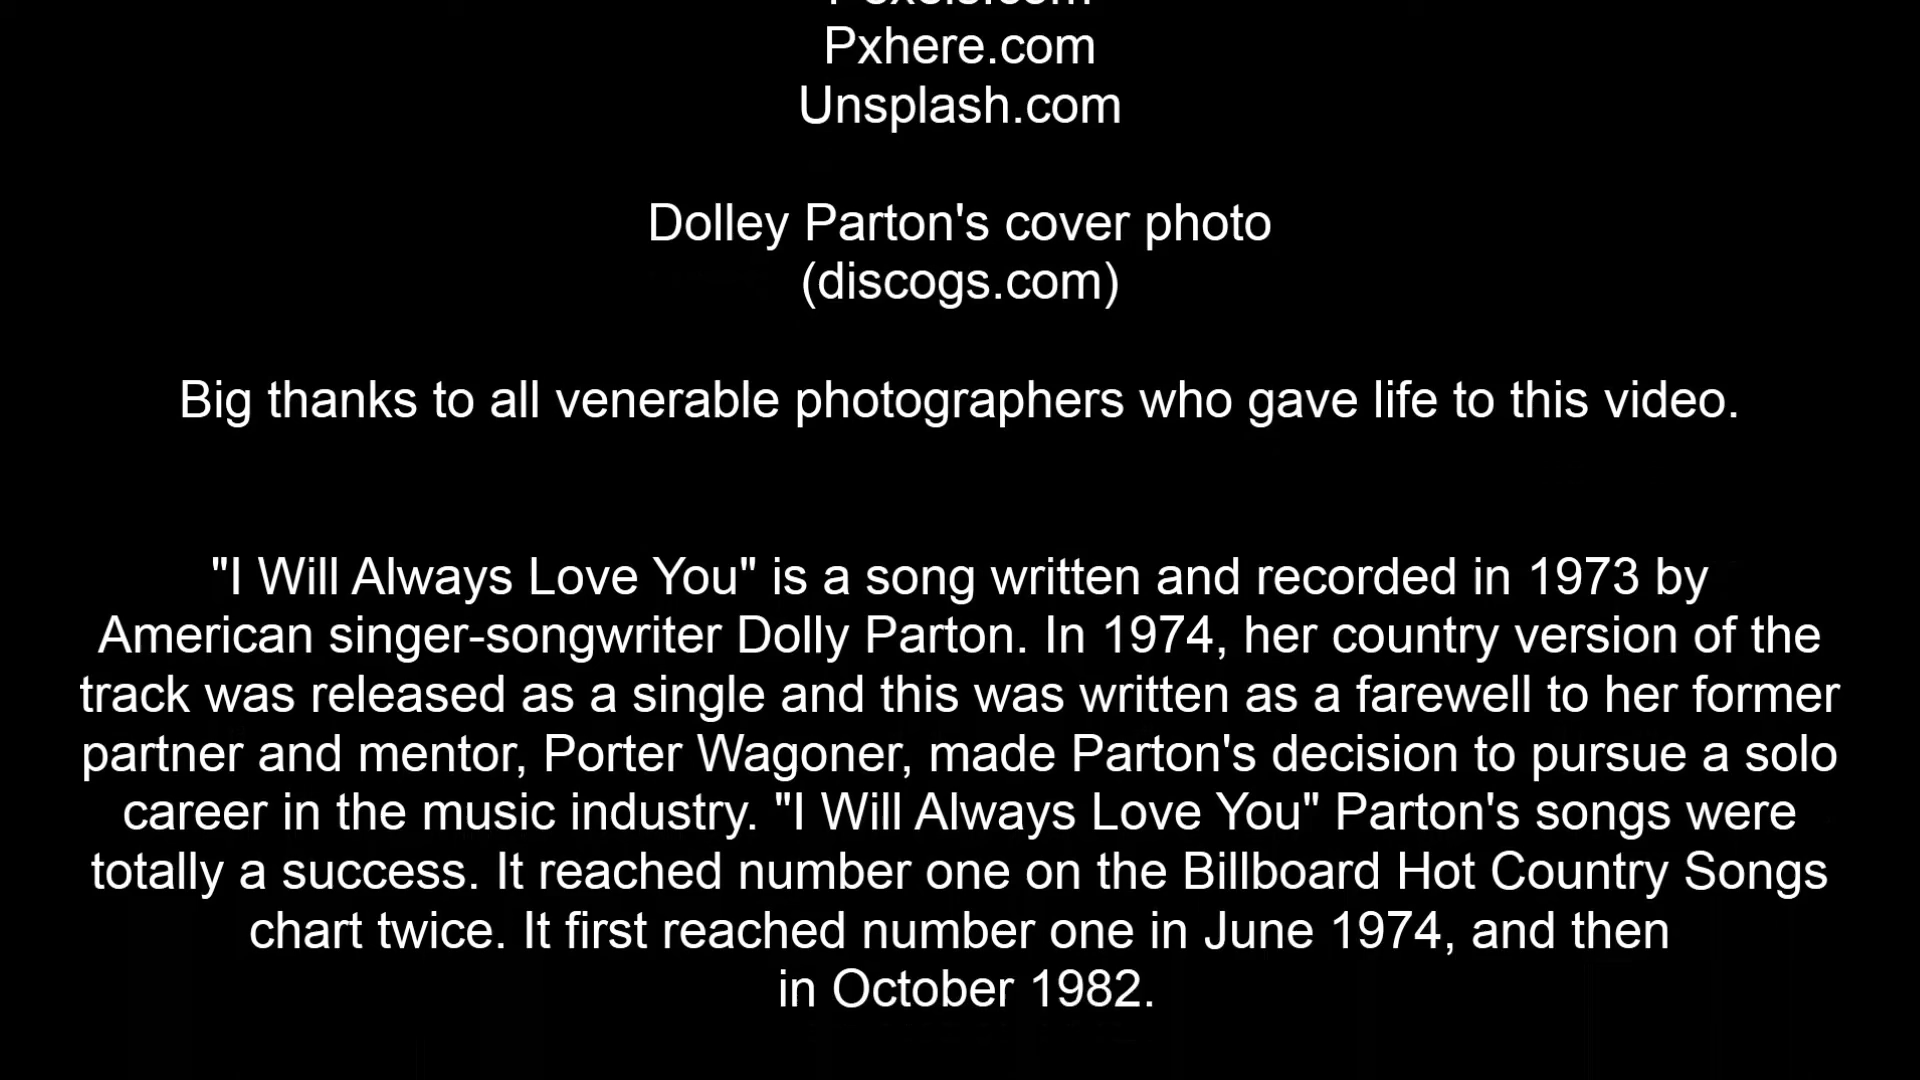 Pexels.com
Pxhere.com
Unsplash.com
Dolley Parton's cover photo
(discogs.com)
Big thanks to all venerable photographers who gave life to this video.
"I Will Always Love You" is a song written and recorded in 1973 by
American singer-songwriter Dolly Parton. In 1974, her country version of the
track was released as a single and this was written as a farewell to her former
partner and mentor, Porter Wagoner, made Parton's decision to pursue a solo
career in the music industry. "I Will Always Love You" Parton's songs were
totally a success. It reached number one on the Billboard Hot Country Songs
chart twice. It first reached number one in June 1974, and then
in October 1982.